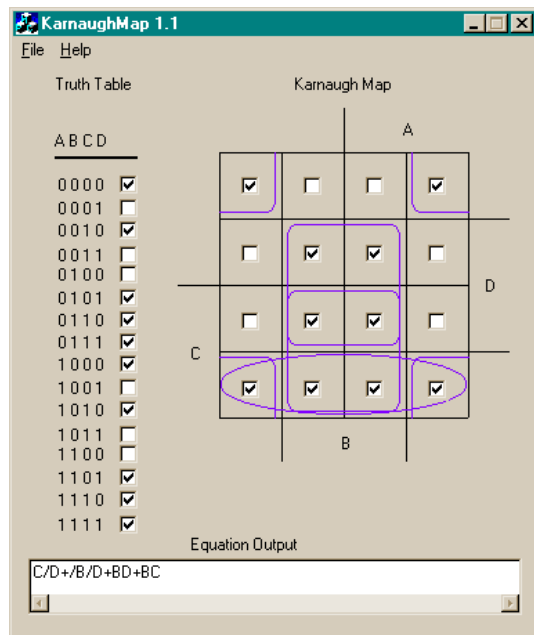 KarnaughMap 1.1
File Help
Truth Table
Karnaugh Map
A
A B C D
0000
0001
0010
0011
0100
0101
0110
0111
1000
1001
1010
1011
1100
1101
1110
1111
D
C
B
Equation Output
C/D+/B/D+BD+BC